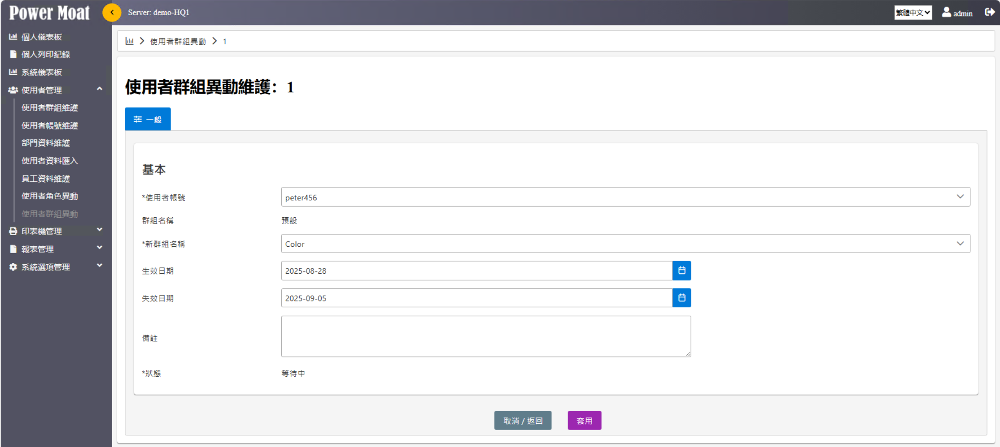 Power Moat
Server: demo-HQ1
繁體中文
admin
個人儀表板
個人列印紀錄
系統儀表板
使用者管理
使用者群組維護
使用者帳號維護
部門資料維護
使用者資料匯入
員工資料維護
使用者角色異動
使用者群組異動
印表機管理
報表管理
系統選項管理
使用者群組異動 1
使用者群組異動維護：1
一般
基本
*使用者帳號 peter456
群組名稱 預設
*新群組名稱 Color
生效日期 2025-08-28
失效日期 2025-09-05
備註
*狀態 等待中
取消 / 返回 套用